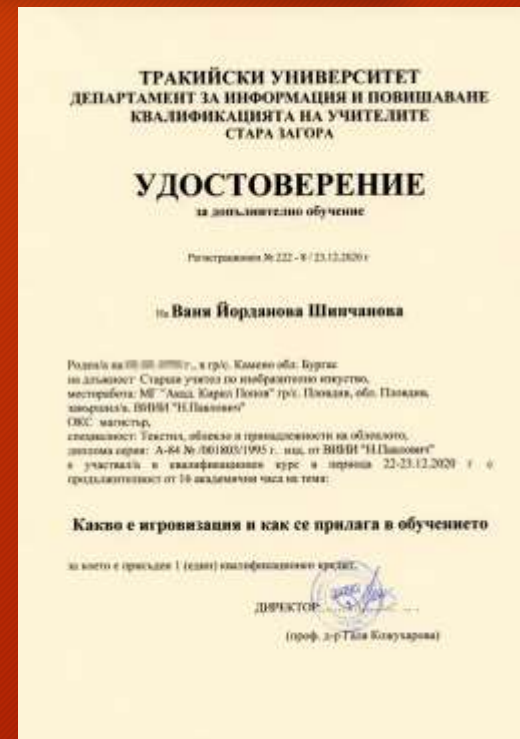 ТРАКИЙСКИ УНИВЕРСИТЕТ
ДЕПАРТАМЕНТ ЗА ИНФОРМАЦИЯ И ПОВИШАВАНЕ
КВАЛИФИКАЦИЯТА НА УЧИТЕЛИТЕ
СТАРА ЗАГОРА
УДОСТОВЕРЕНИЕ
за допълнително обучение
Регистрационен № 222 - 8 / 23.12.2020 г
На Ваня Йорданова Шипчанова
Роден/а на г., в гр/с. Камено обл. Бургас
на длъжност Старши учител по изобразително изкуство,
месторабота: МГ "Акад. Кирил Попов" гр/с. Пловдив, обл. Пловдив,
завършил/а, ВИИИ "Н.Павлович"
ОКС магистър,
специалност: Текстил, облекло и принадлежности на облеклото,
диплома серия: А-84 № /001803/1995 г. изд. от ВИИИ "Н.Павлович"
е участвал/а в квалификационен курс в периода 22-23.12.2020 г с
продължителност от 16 академични часа на тема:
Какво е игровизация и как се прилага в обучението
за което е присъден 1 (един) квалификационен кредит.
ДИРЕКТОР
(проф. д-р Галя Кожухарова)